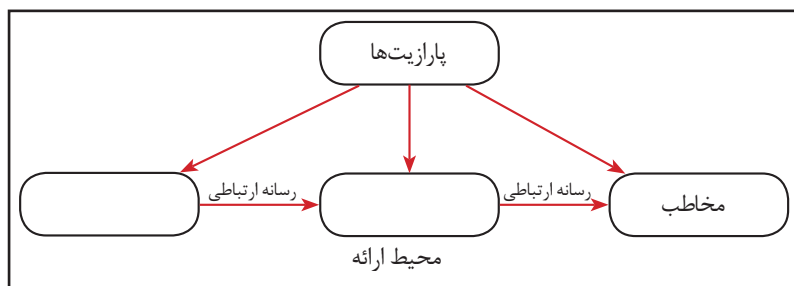 پارازیت‌ها
رسانه ارتباطی
رسانه ارتباطی
مخاطب
محیط ارائه